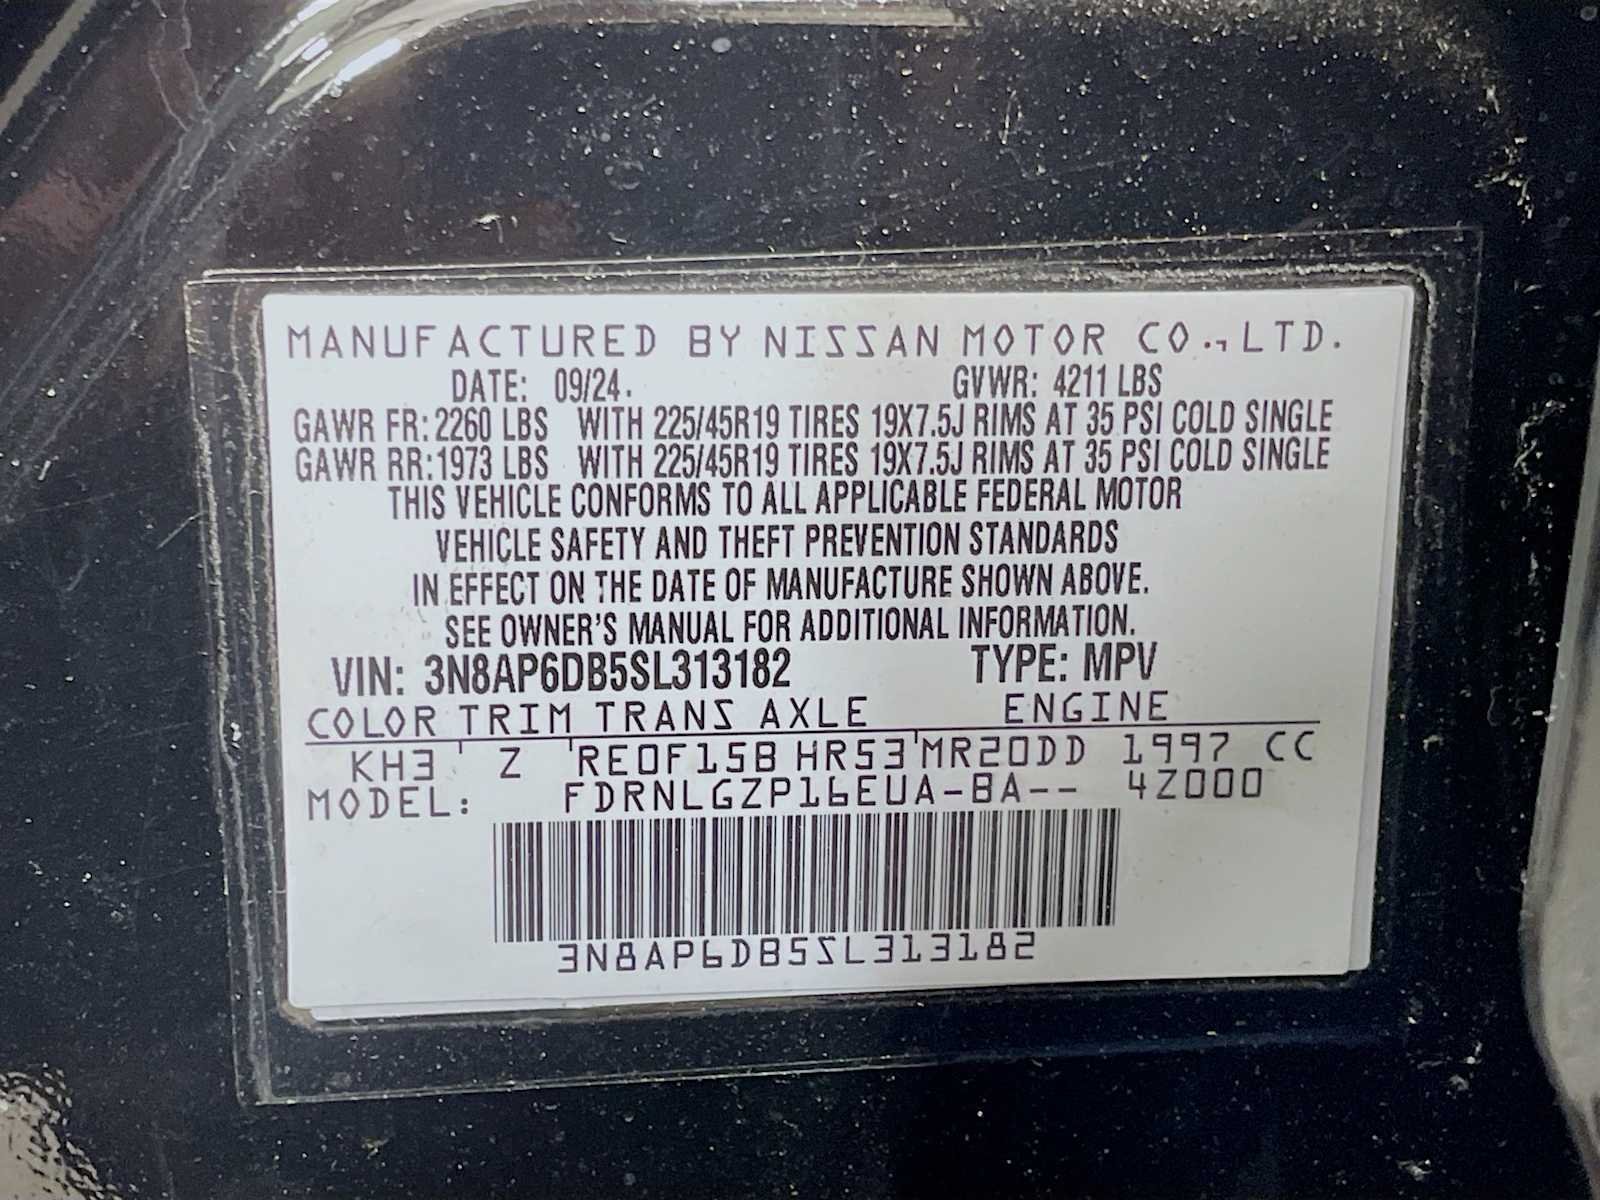 MANUFACTURED BY NISSAN MOTOR CO., LTD.
DATE: 09/24. GVWR: 4211 LBS
GAWR FR: 2260 LBS WITH 225/45R19 TIRES 19X7.5J RIMS AT 35 PSI COLD SINGLE
GAWR RR: 1973 LBS WITH 225/45R19 TIRES 19X7.5J RIMS AT 35 PSI COLD SINGLE
THIS VEHICLE CONFORMS TO ALL APPLICABLE FEDERAL MOTOR
VEHICLE SAFETY AND THEFT PREVENTION STANDARDS
IN EFFECT ON THE DATE OF MANUFACTURE SHOWN ABOVE.
SEE OWNER'S MANUAL FOR ADDITIONAL INFORMATION.
VIN: 3N8AP6DB5SL313182 TYPE: MPV
COLOR TRIM TRANS AXLE ENGINE
KH3 Z RE0F15B HR53 MR20DD 1997 CC
MODEL: FDRNLGZP16EUA-BA-- 4Z000
3N8AP6DB5SL313182